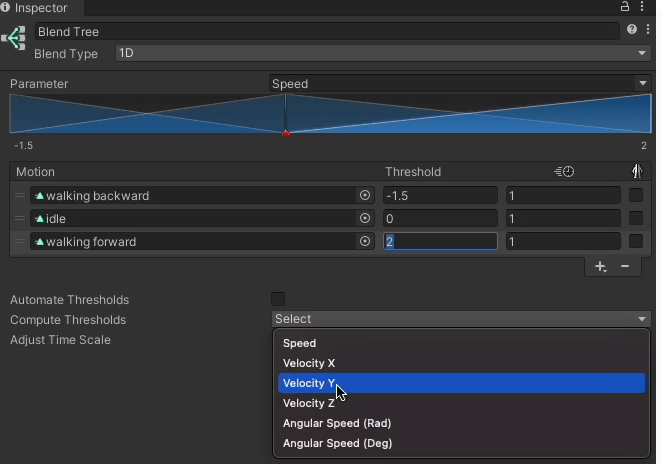 Inspector
Blend Tree
Blend Type 1D
Parameter Speed
-1.5 2
Motion Threshold
walking backward -1.5 1
idle 0 1
walking forward 2 1
Automate Thresholds
Compute Thresholds Select
Adjust Time Scale
Speed
Velocity X
Velocity Y
Velocity Z
Angular Speed (Rad)
Angular Speed (Deg)